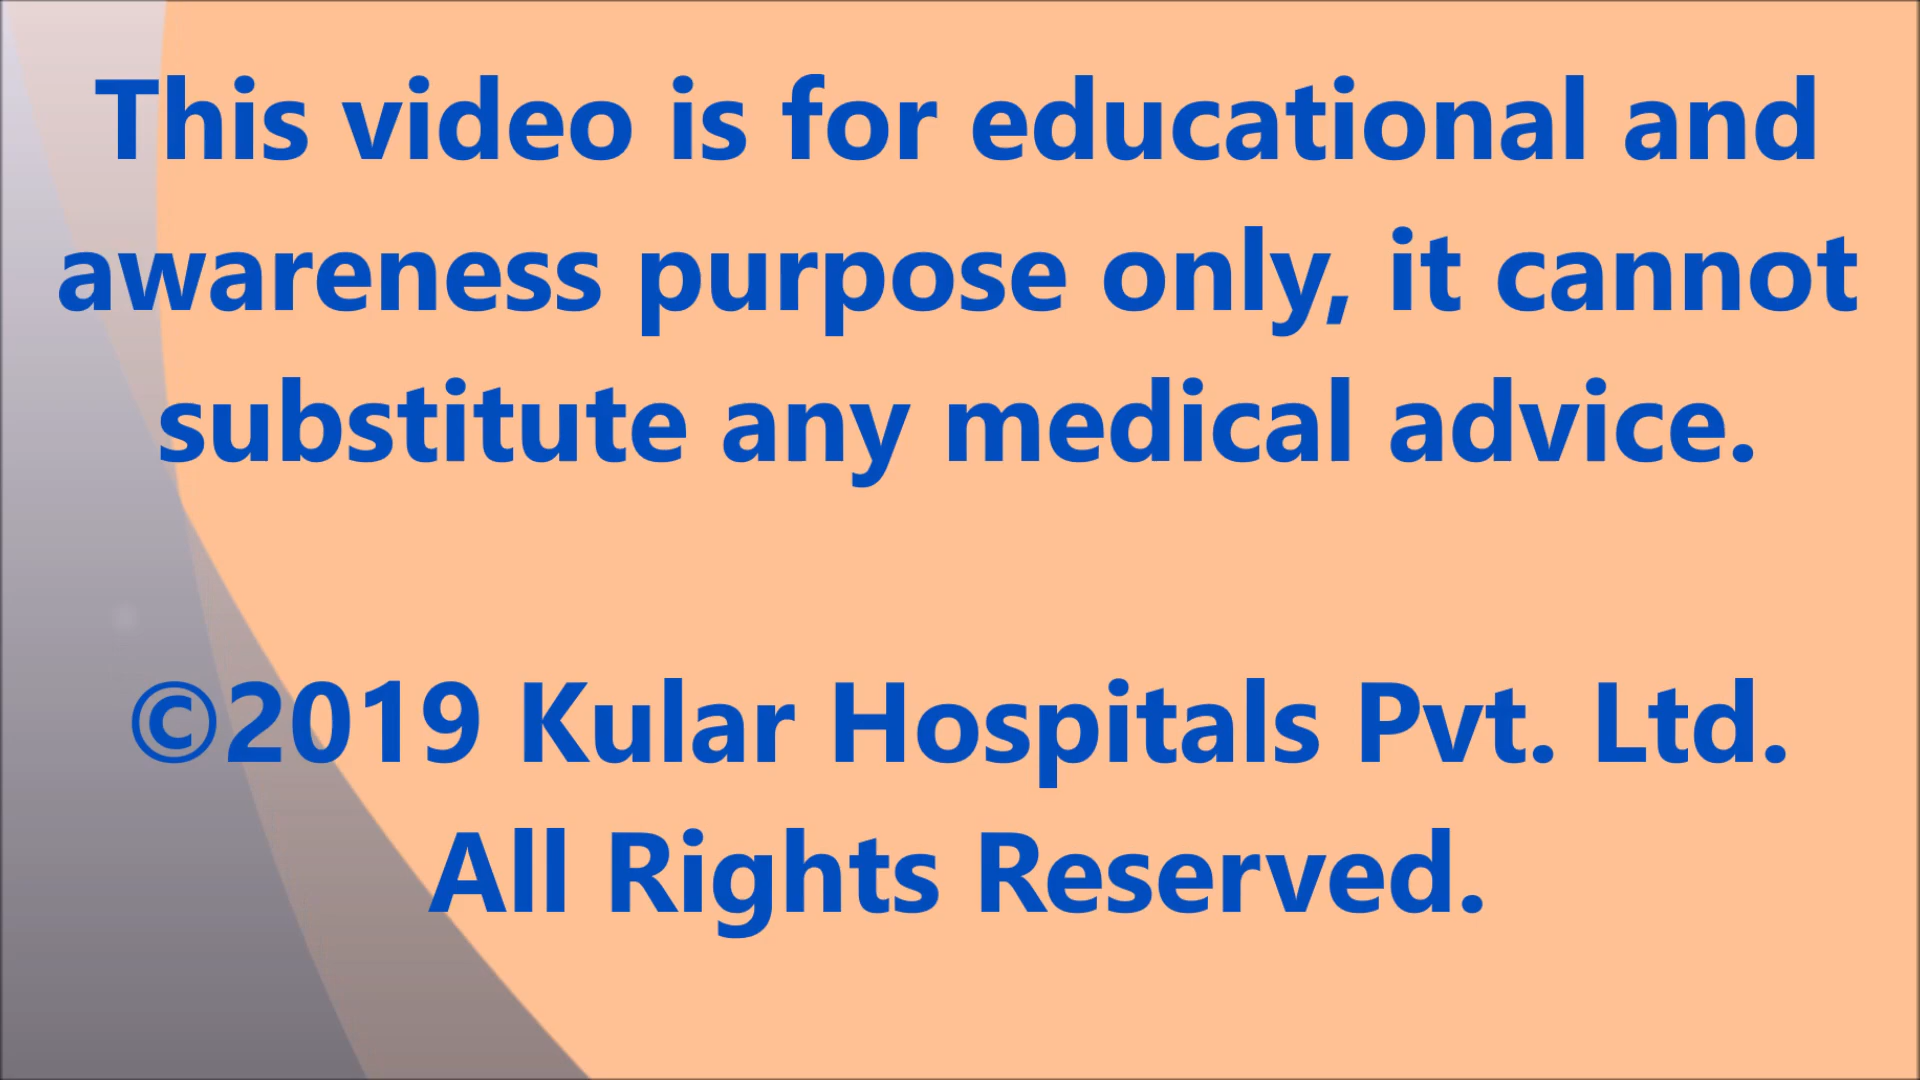 This video is for educational and
awareness purpose only, it cannot
substitute any medical advice.
©2019 Kular Hospitals Pvt. Ltd.
All Rights Reserved.